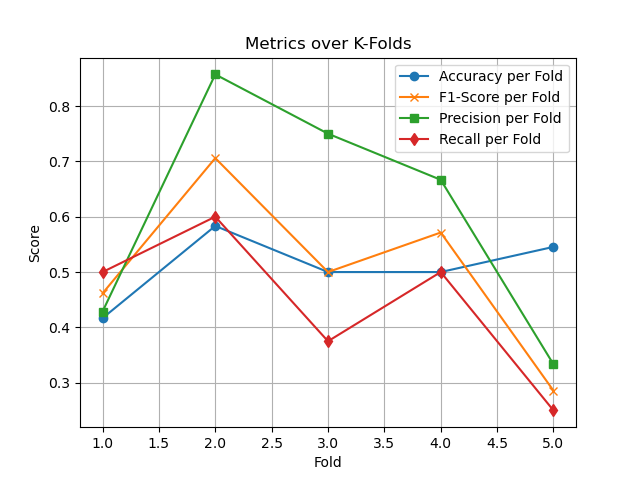 Metrics over K-Folds
Accuracy per Fold
F1-Score per Fold
Precision per Fold
Recall per Fold
Score
0.8
0.7
0.6
0.5
0.4
0.3
1.0 1.5 2.0 2.5 3.0 3.5 4.0 4.5 5.0
Fold